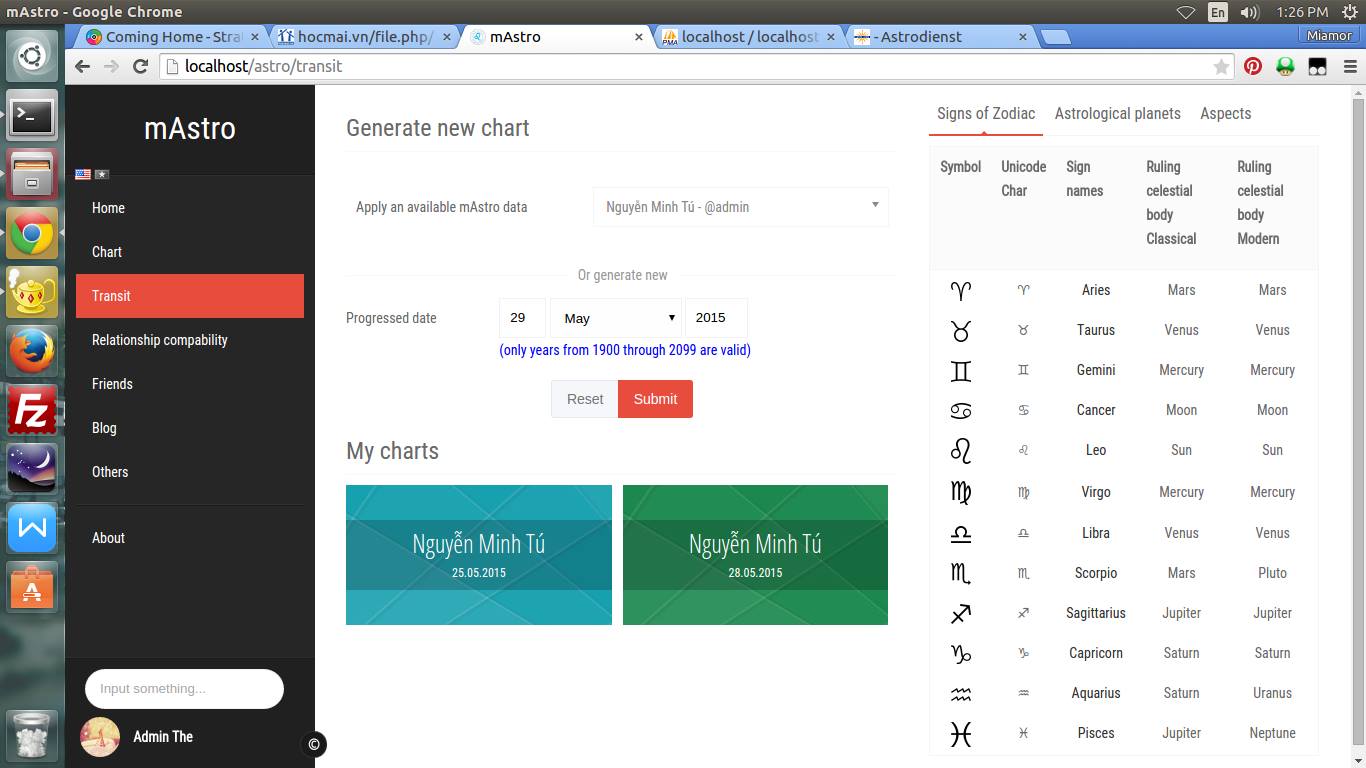 mAstro - Google Chrome
En
1:26 PM
Coming Home - Stra
hocmai.vn/file.php/
mAstro
localhost / localhost
- Astrodienst
Miamor
localhost/astro/transit
mAstro
Home
Chart
Transit
Relationship compability
Friends
Blog
Others
About
Input something...
Admin The
©
Generate new chart
Apply an available mAstro data
Nguyễn Minh Tú - @admin
Or generate new
Progressed date
29 May 2015
(only years from 1900 through 2099 are valid)
Reset Submit
My charts
Nguyễn Minh Tú
25.05.2015
Nguyễn Minh Tú
28.05.2015
Signs of Zodiac Astrological planets Aspects
Symbol Unicode Char Sign names Ruling celestial body Classical Ruling celestial body Modern
♈ ♈ Aries Mars Mars
♉ ♉ Taurus Venus Venus
♊ ♊ Gemini Mercury Mercury
♋ ♋ Cancer Moon Moon
♌ ♌ Leo Sun Sun
♍ ♍ Virgo Mercury Mercury
♎ ♎ Libra Venus Venus
♏ ♏ Scorpio Mars Pluto
♐ ♐ Sagittarius Jupiter Jupiter
♑ ♑ Capricorn Saturn Saturn
♒ ♒ Aquarius Saturn Uranus
♓ ♓ Pisces Jupiter Neptune